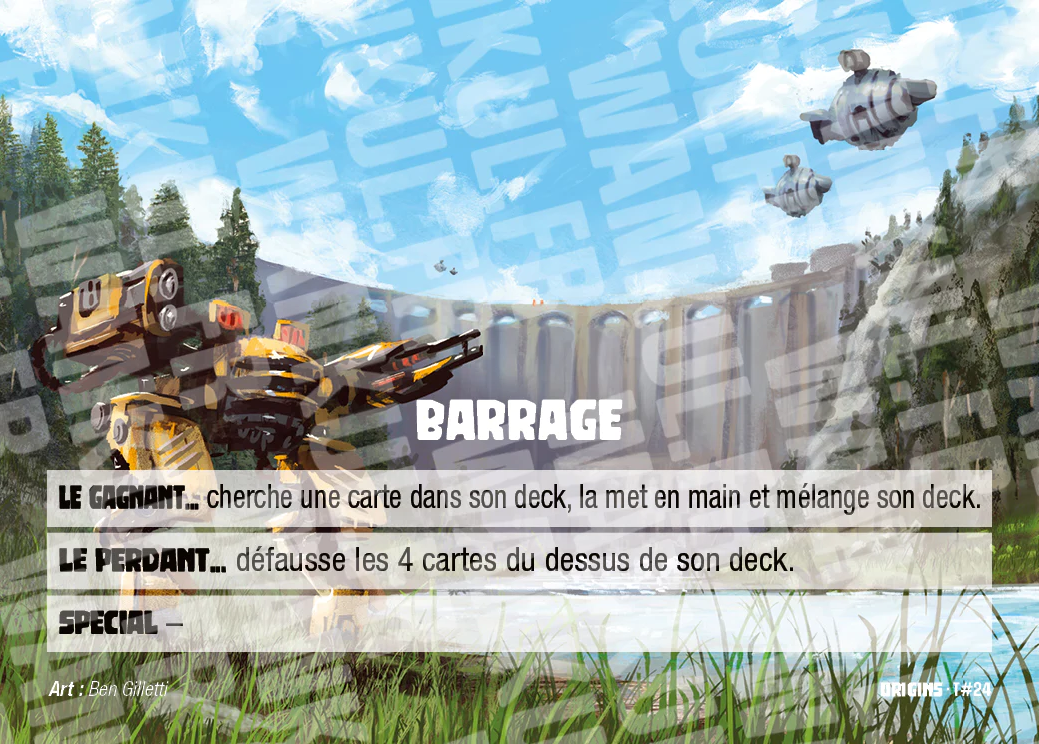 BARRAGE
LE GAGNANT... cherche une carte dans son deck, la met en main et mélange son deck.
LE PERDANT... défausse les 4 cartes du dessus de son deck.
SPECIAL –
Art : Ben Gilletti
ORIGINS · T#24